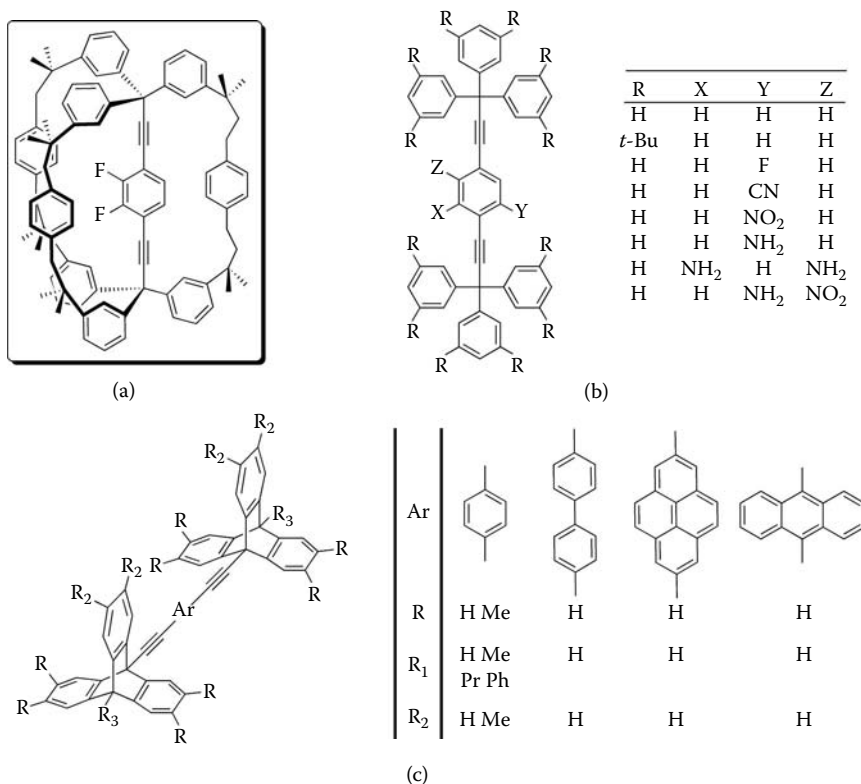 F
F
(a)
R R
R R
R R
Z
X Y
R R
R R
R R
(b)
R X Y Z
H H H H
t-Bu H H H
H H F H
H H CN H
H H NO₂ H
H H NH₂ H
H NH₂ H NH₂
H H NH₂ NO₂
R₂
R₂
R₃
R R
R R
R₂
R₂
Ar
R R
R₃
R R
Ar
R H Me H H H
R₁ H Me H H H
Pr Ph
R₂ H Me H H H
(c)